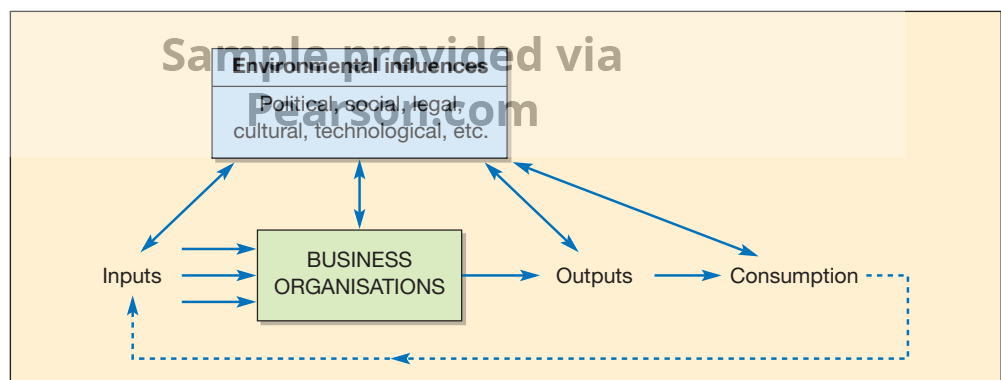 Sample provided via
Pearson.com
Environmental influences
Political, social, legal,
cultural, technological, etc.
Inputs
BUSINESS
ORGANISATIONS
Outputs
Consumption